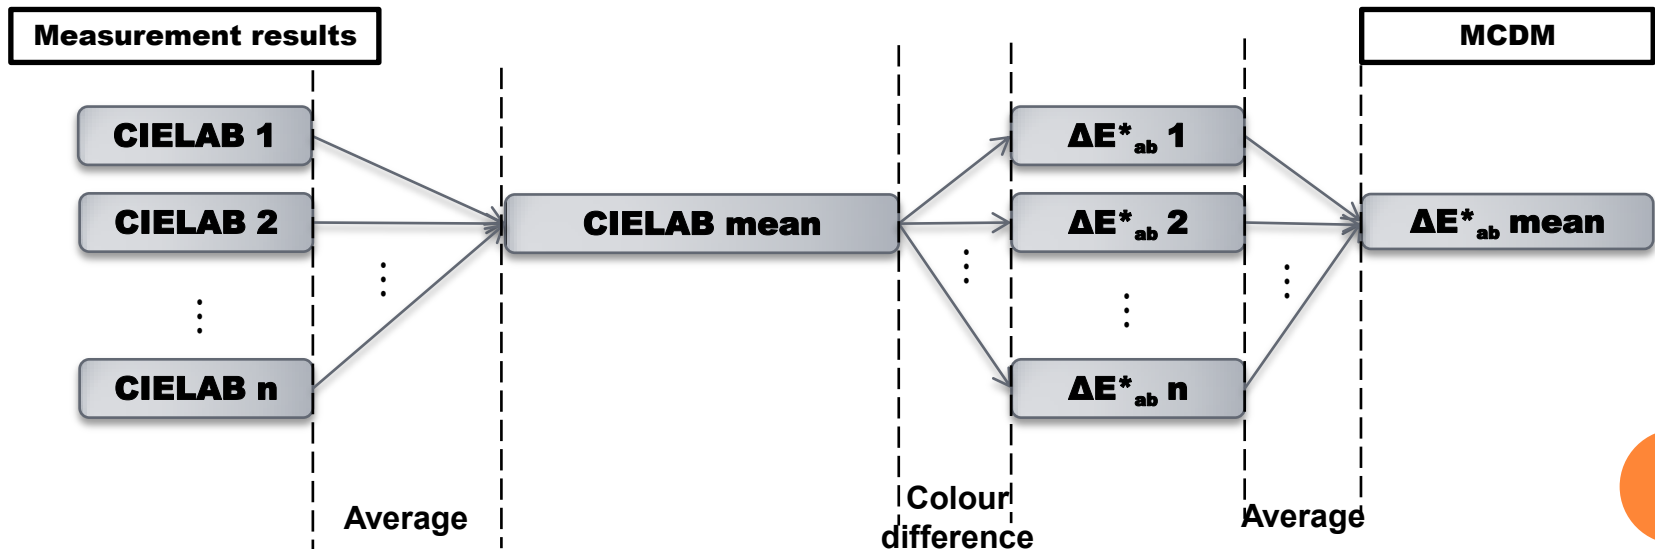 Measurement results
MCDM
CIELAB 1
CIELAB 2
⋮
CIELAB n
⋮
CIELAB mean
⋮
ΔE*ab 1
ΔE*ab 2
⋮
ΔE*ab n
⋮
ΔE*ab mean
Average
Colour
difference
Average